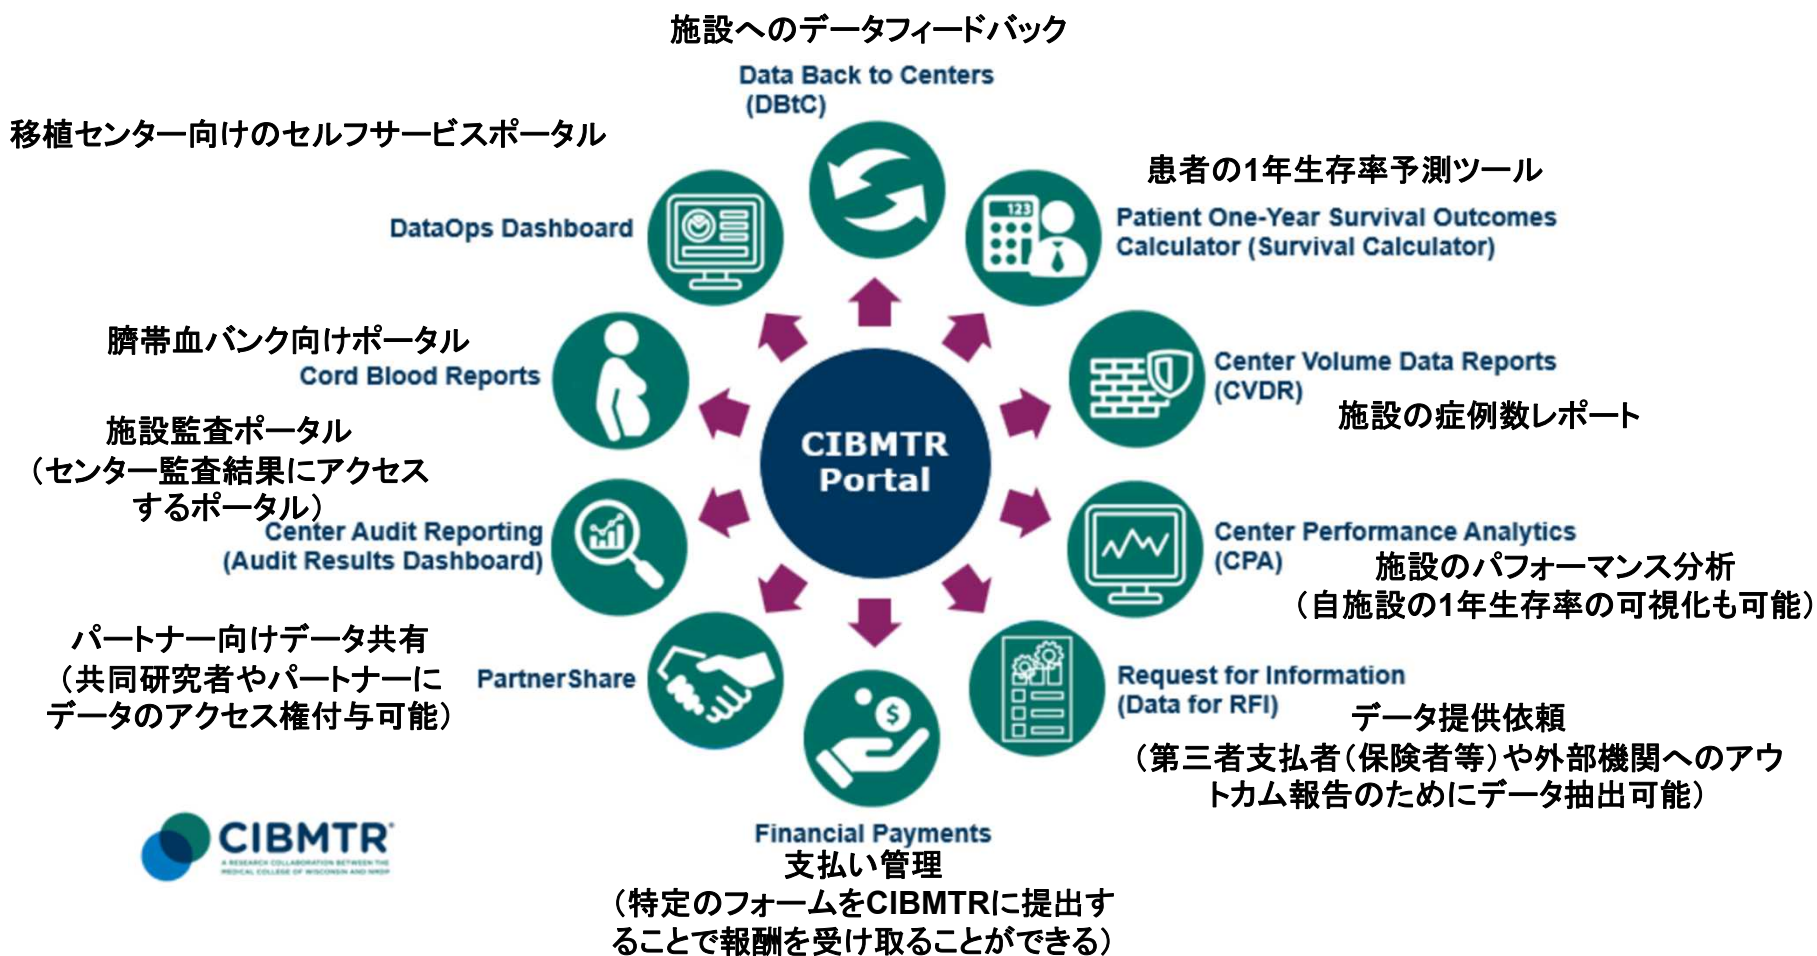 施設へのデータフィードバック
Data Back to Centers
(DBtC)
移植センター向けのセルフサービスポータル
DataOps Dashboard
患者の1年生存率予測ツール
123
Patient One-Year Survival Outcomes
Calculator (Survival Calculator)
臍帯血バンク向けポータル
Cord Blood Reports
Center Volume Data Reports
(CVDR)
施設の症例数レポート
施設監査ポータル
（センター監査結果にアクセス
するポータル）
Center Audit Reporting
(Audit Results Dashboard)
CIBMTR
Portal
Center Performance Analytics
(CPA)
施設のパフォーマンス分析
（自施設の1年生存率の可視化も可能）
パートナー向けデータ共有
（共同研究者やパートナーに
データのアクセス権付与可能）
PartnerShare
Request for Information
(Data for RFI)
データ提供依頼
（第三者支払者（保険者等）や外部機関へのアウ
トカム報告のためにデータ抽出可能）
$
Financial Payments
支払い管理
（特定のフォームをCIBMTRに提出す
ることで報酬を受け取ることができる）
CIBMTR®
A RESEARCH COLLABORATION BETWEEN THE
MEDICAL COLLEGE OF WISCONSIN AND NMDP